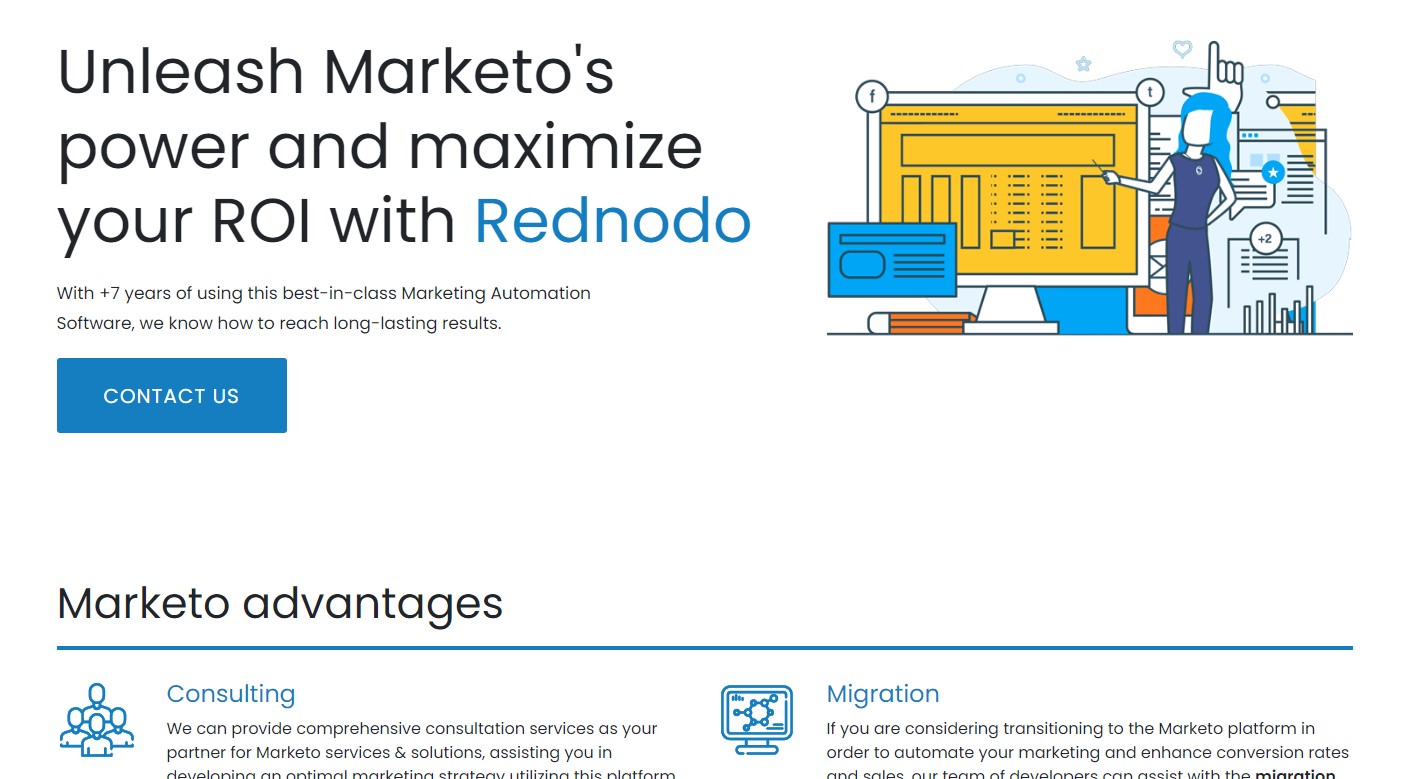 Unleash Marketo's
power and maximize
your ROI with Rednodo
With +7 years of using this best-in-class Marketing Automation
Software, we know how to reach long-lasting results.
CONTACT US
f
t
+2
Marketo advantages
Consulting
We can provide comprehensive consultation services as your
partner for Marketo services & solutions, assisting you in
developing an optimal marketing strategy utilizing this platform
Migration
If you are considering transitioning to the Marketo platform in
order to automate your marketing and enhance conversion rates
and sales, our team of developers can assist with the migration